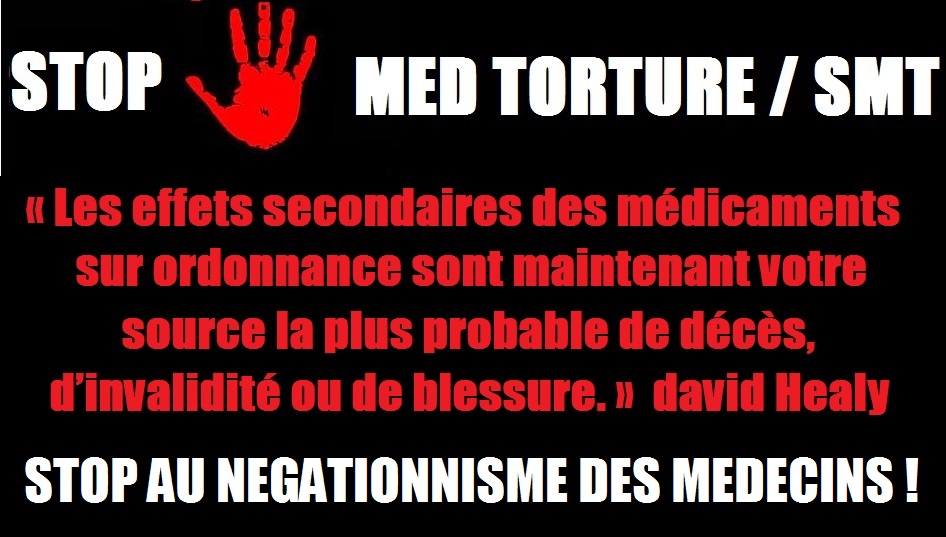 STOP MED TORTURE / SMT
« Les effets secondaires des médicaments
sur ordonnance sont maintenant votre
source la plus probable de décès,
d’invalidité ou de blessure. » david Healy
STOP AU NEGATIONNISME DES MEDECINS !